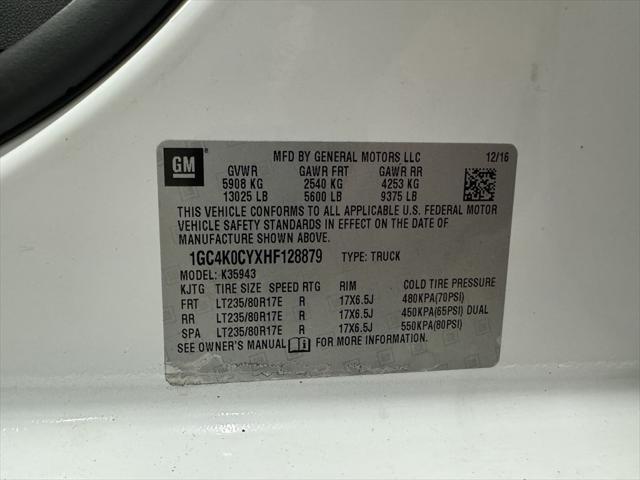 GM
MFD BY GENERAL MOTORS LLC 12/16
GVWR GAWR FRT GAWR RR
5908 KG 2540 KG 4253 KG
13025 LB 5600 LB 9375 LB
THIS VEHICLE CONFORMS TO ALL APPLICABLE U.S. FEDERAL MOTOR
VEHICLE SAFETY STANDARDS IN EFFECT ON THE DATE OF
MANUFACTURE SHOWN ABOVE.
1GC4K0CYXHF128879 TYPE: TRUCK
MODEL: K35943
KJTG TIRE SIZE SPEED RTG RIM COLD TIRE PRESSURE
FRT LT235/80R17E R 17X6.5J 480KPA(70PSI)
RR LT235/80R17E R 17X6.5J 450KPA(65PSI) DUAL
SPA LT235/80R17E R 17X6.5J 550KPA(80PSI)
SEE OWNER'S MANUAL FOR MORE INFORMATION.